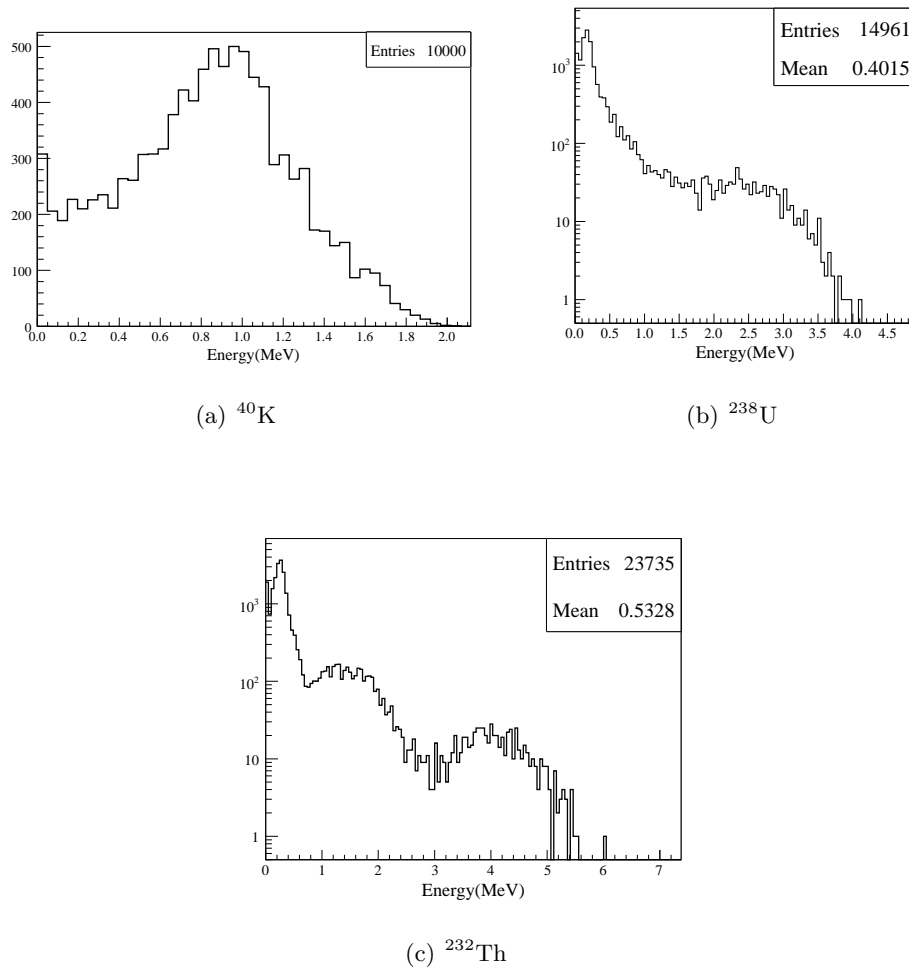 Entries 10000
500
400
300
200
100
0
0.0 0.2 0.4 0.6 0.8 1.0 1.2 1.4 1.6 1.8 2.0
Energy(MeV)
(a) ⁴⁰K
Entries 14961
Mean 0.4015
10³
10²
10
1
0.0 0.5 1.0 1.5 2.0 2.5 3.0 3.5 4.0 4.5
Energy(MeV)
(b) ²³⁸U
Entries 23735
Mean 0.5328
10³
10²
10
1
0 1 2 3 4 5 6 7
Energy(MeV)
(c) ²³²Th